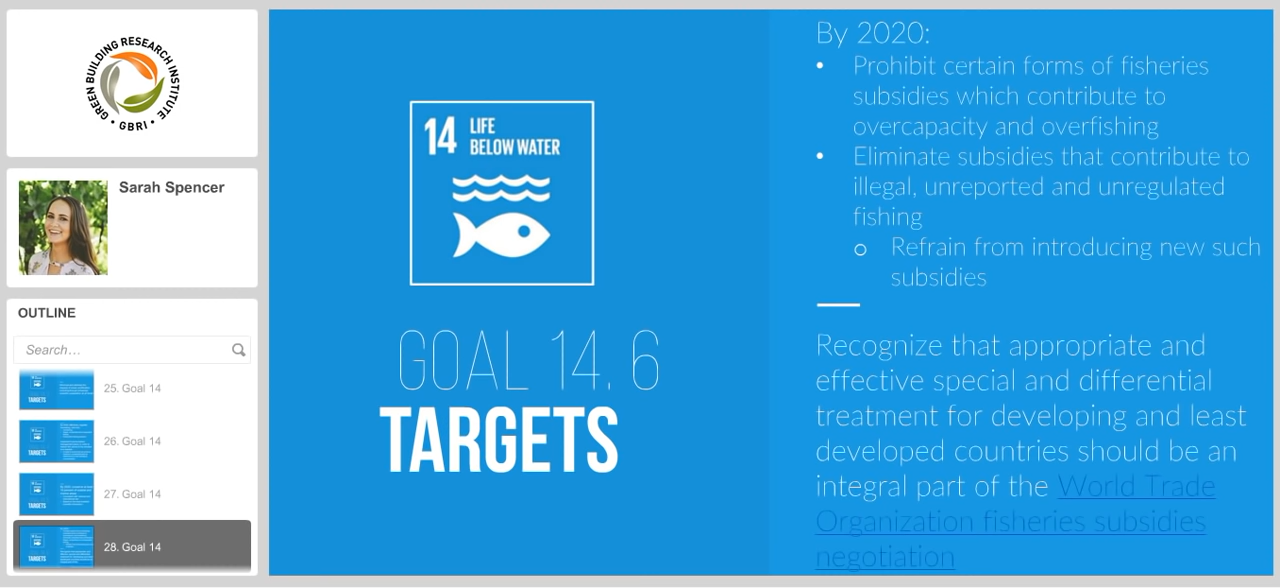 GREEN BUILDING RESEARCH INSTITUTE
• GBRI •
Sarah Spencer
OUTLINE
Search...
25. Goal 14
26. Goal 14
27. Goal 14
28. Goal 14
TARGETS
TARGETS
TARGETS
TARGETS
14 LIFE
BELOW WATER
GOAL 14. 6
TARGETS
By 2020:
• Prohibit certain forms of fisheries
subsidies which contribute to
overcapacity and overfishing
• Eliminate subsidies that contribute to
illegal, unreported and unregulated
fishing
o Refrain from introducing new such
subsidies
Recognize that appropriate and
effective special and differential
treatment for developing and least
developed countries should be an
integral part of the World Trade
Organization fisheries subsidies
negotiation